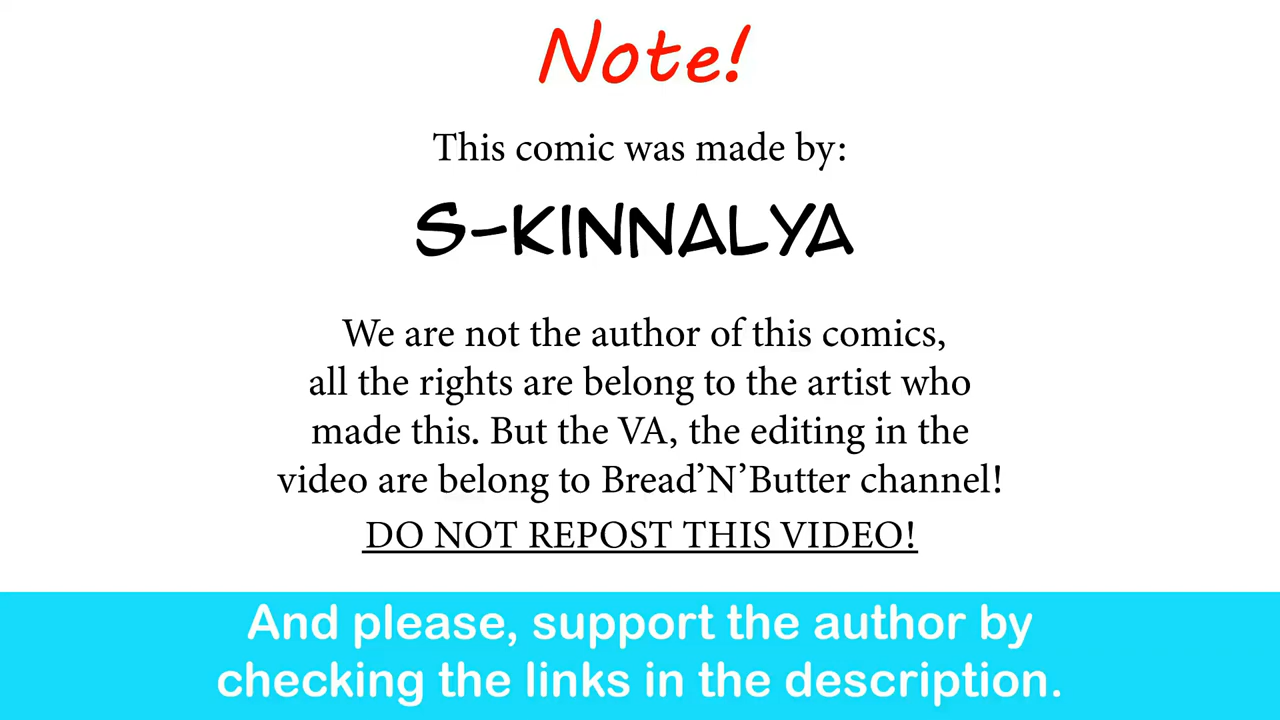 Note!
This comic was made by:
S-KINNALYA
We are not the author of this comics,
all the rights are belong to the artist who
made this. But the VA, the editing in the
video are belong to Bread’N’Butter channel!
DO NOT REPOST THIS VIDEO!
And please, support the author by
checking the links in the description.